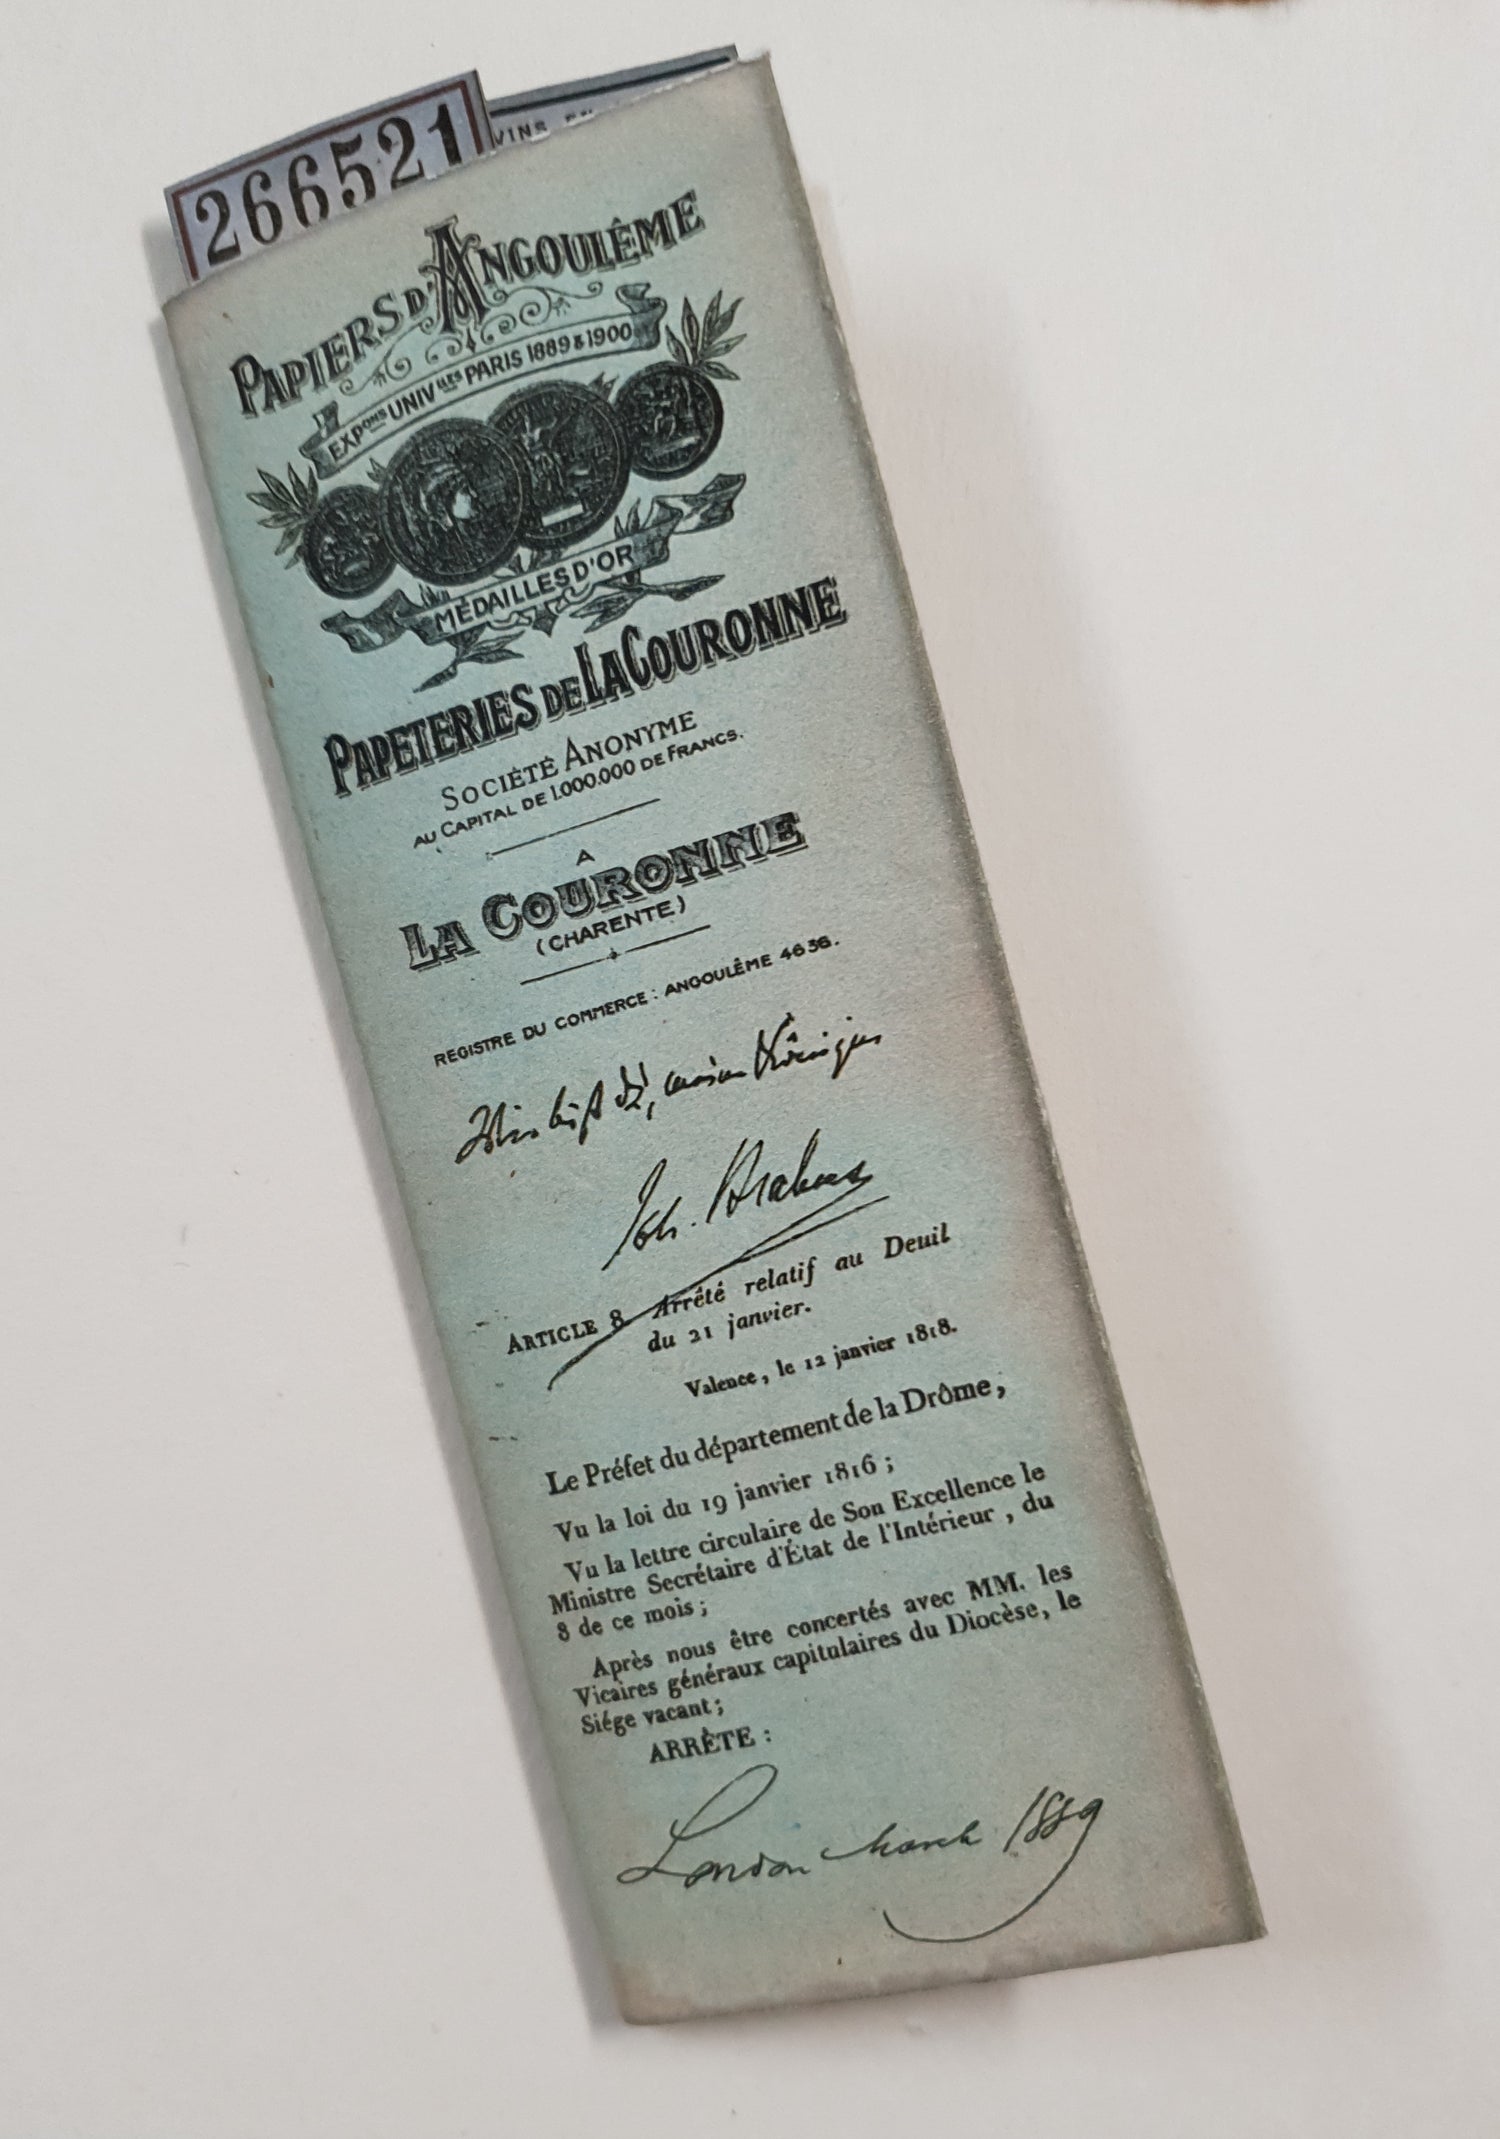 266521
VINS
PAPIERS D'ANGOULÊME
EXPONS UNIVLLES PARIS 1889 & 1900
MÉDAILLES D'OR
PAPETERIES DE LA COURONNE
SOCIÉTÉ ANONYME
AU CAPITAL DE 1.000.000 DE FRANCS.
A
LA COURONNE
(CHARENTE)
REGISTRE DU COMMERCE : ANGOULÊME 4636.
Joh. Brahms
ARTICLE 8 Arrêté relatif au Deuil
du 21 janvier.
Valence, le 12 janvier 1818.
Le Préfet du département de la Drôme,
Vu la loi du 19 janvier 1816 ;
Vu la lettre circulaire de Son Excellence le
Ministre Secrétaire d'État de l'Intérieur , du
8 de ce mois ;
Après nous être concertés avec MM. les
Vicaires généraux capitulaires du Diocèse, le
Siége vacant ;
ARRÊTE :
London March 1889